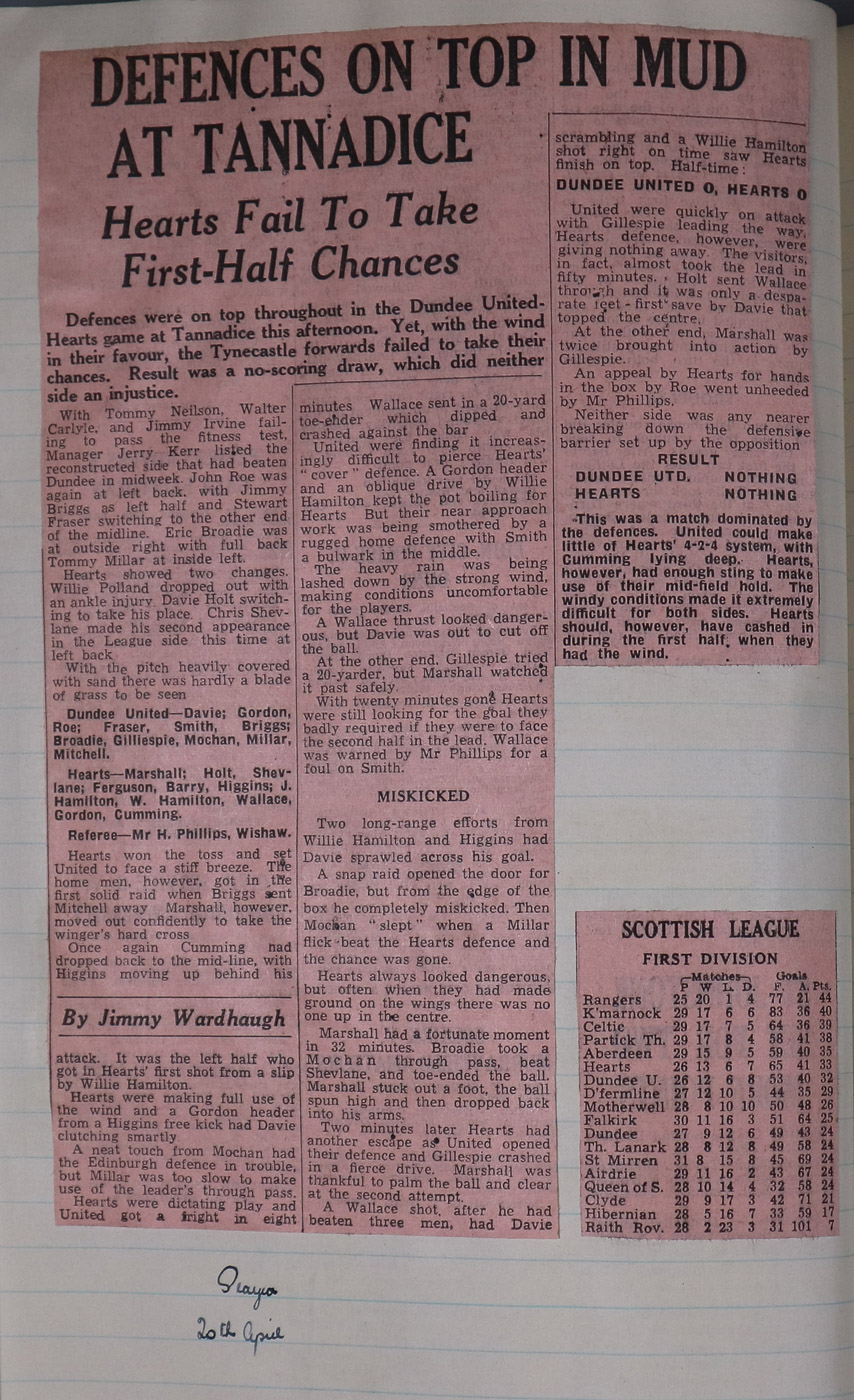 DEFENCES ON TOP IN MUD
AT TANNADICE
Hearts Fail To Take
First-Half Chances
Defences were on top throughout in the Dundee United-
Hearts game at Tannadice this afternoon. Yet, with the wind
in their favour, the Tynecastle forwards failed to take their
chances. Result was a no-scoring draw, which did neither
side an injustice.
With Tommy Neilson, Walter
Carlyle, and Jimmy Irvine fail-
ing to pass the fitness test,
Manager Jerry Kerr listed the
reconstructed side that had beaten
Dundee in midweek. John Roe was
again at left back. with Jimmy
Briggs as left half and Stewart
Fraser switching to the other end
of the midline. Eric Broadie was
at outside right with full back
Tommy Millar at inside left.
Hearts showed two changes.
Willie Polland dropped out with
an ankle injury. Davie Holt switch-
ing to take his place. Chris Shev-
lane made his second appearance
in the League side this time at
left back
With the pitch heavily covered
with sand there was hardly a blade
of grass to be seen
Dundee United—Davie; Gordon,
Roe; Fraser, Smith, Briggs;
Broadie, Gilliespie, Mochan, Millar,
Mitchell.
Hearts—Marshall; Holt, Shev-
lane; Ferguson, Barry, Higgins; J.
Hamilton, W. Hamilton, Wallace,
Gordon, Cumming.
Referee—Mr H. Phillips, Wishaw.
Hearts won the toss and set
United to face a stiff breeze. The
home men, however, got in the
first solid raid when Briggs sent
Mitchell away Marshall, however,
moved out confidently to take the
winger's hard cross
Once again Cumming had
dropped back to the mid-line, with
Higgins moving up behind his
By Jimmy Wardhaugh
attack. It was the left half who
got in Hearts' first shot from a slip
by Willie Hamilton.
Hearts were making full use of
the wind and a Gordon header
from a Higgins free kick had Davie
clutching smartly.
A neat touch from Mochan had
the Edinburgh defence in trouble,
but Millar was too slow to make
use of the leader's through pass.
Hearts were dictating play and
United got a fright in eight
minutes Wallace sent in a 20-yard
toe-ender which dipped and
crashed against the bar
United were finding it increas-
ingly difficult to pierce Hearts'
"cover" defence. A Gordon header
and an oblique drive by Willie
Hamilton kept the pot boiling for
Hearts But their near approach
work was being smothered by a
rugged home defence with Smith
a bulwark in the middle.
The heavy rain was being
lashed down by the strong wind,
making conditions uncomfortable
for the players.
A Wallace thrust looked danger-
ous, but Davie was out to cut off
the ball.
At the other end, Gillespie tried
a 20-yarder, but Marshall watched
it past safely.
With twenty minutes gone Hearts
were still looking for the goal they
badly required if they were to face
the second half in the lead. Wallace
was warned by Mr Phillips for a
foul on Smith.
MISKICKED
Two long-range efforts from
Willie Hamilton and Higgins had
Davie sprawled across his goal.
A snap raid opened the door for
Broadie, but from the edge of the
box he completely miskicked. Then
Mochan "slept" when a Millar
flick beat the Hearts defence and
the chance was gone.
Hearts always looked dangerous,
but often when they had made
ground on the wings there was no
one up in the centre.
Marshall had a fortunate moment
in 32 minutes. Broadie took a
Mochan through pass, beat
Shevlane, and toe-ended the ball.
Marshall stuck out a foot, the ball
spun high and then dropped back
into his arms.
Two minutes later Hearts had
another escape as United opened
their defence and Gillespie crashed
in a fierce drive. Marshall was
thankful to palm the ball and clear
at the second attempt.
A Wallace shot, after he had
beaten three men, had Davie
scrambling and a Willie Hamilton
shot right on time saw Hearts
finish on top. Half-time:
DUNDEE UNITED 0, HEARTS 0
United were quickly on attack
with Gillespie leading the way.
Hearts defence, however, were
giving nothing away. The visitors,
in fact, almost took the lead in
fifty minutes. Holt sent Wallace
through and it was only a despa-
rate feet-first save by Davie that
topped the centre.
At the other end, Marshall was
twice brought into action by
Gillespie.
An appeal by Hearts for hands
in the box by Roe went unheeded
by Mr Phillips.
Neither side was any nearer
breaking down the defensive
barrier set up by the opposition
RESULT
DUNDEE UTD. NOTHING
HEARTS NOTHING
This was a match dominated by
the defences. United could make
little of Hearts' 4-2-4 system, with
Cumming lying deep. Hearts,
however, had enough sting to make
use of their mid-field hold. The
windy conditions made it extremely
difficult for both sides. Hearts
should, however, have cashed in
during the first half, when they
had the wind.
SCOTTISH LEAGUE
FIRST DIVISION
Matches Goals
P W L. D. F. A. Pts.
Rangers 25 20 1 4 77 21 44
K'marnock 29 17 6 6 83 36 40
Celtic 29 17 7 5 64 36 39
Partick Th. 29 17 8 4 58 41 38
Aberdeen 29 15 9 5 59 40 35
Hearts 26 13 6 7 65 41 33
Dundee U. 26 12 6 8 53 40 32
D'fermline 27 12 10 5 44 35 29
Motherwell 28 8 10 10 50 48 26
Falkirk 30 11 16 3 51 64 25
Dundee 27 9 12 6 49 43 24
Th. Lanark 28 8 12 8 49 58 24
St Mirren 31 8 15 8 45 69 24
Airdrie 29 11 16 2 43 67 24
Queen of S. 28 10 14 4 32 58 24
Clyde 29 9 17 3 42 71 21
Hibernian 28 5 16 7 33 59 17
Raith Rov. 28 2 23 3 31 101 7
20th April